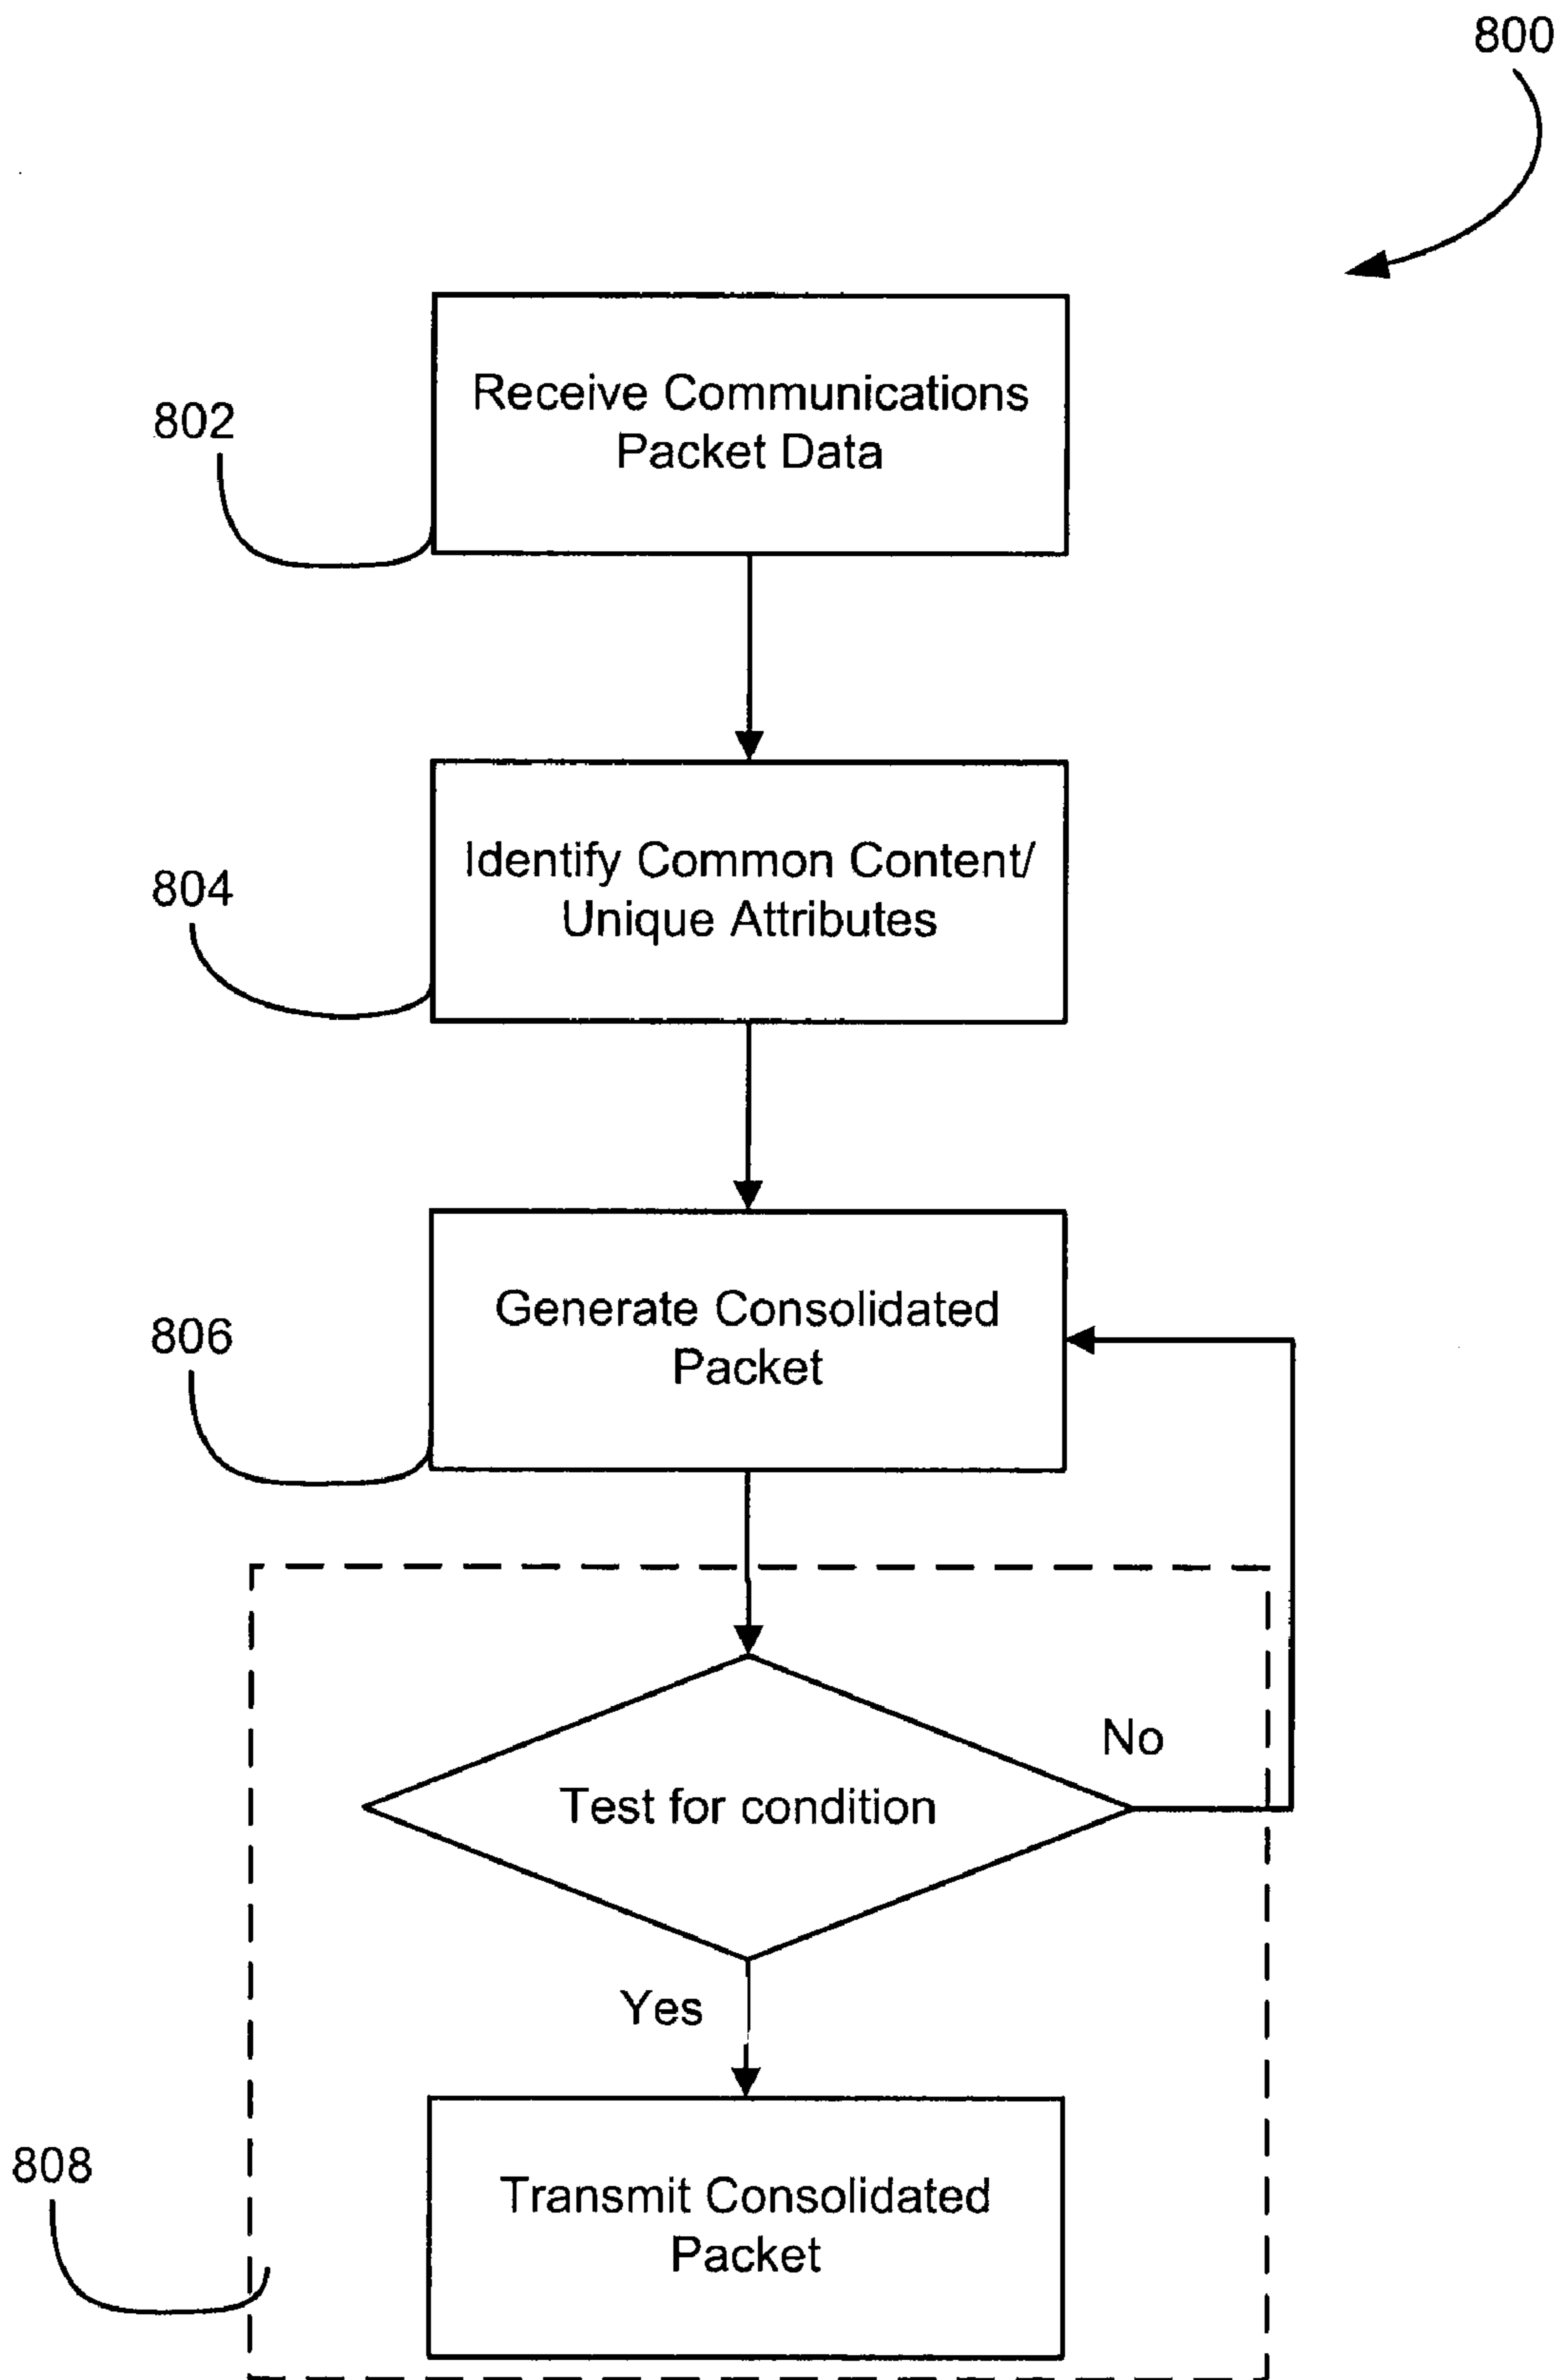 800
802
Receive Communications
Packet Data
804
Identify Common Content/
Unique Attributes
806
Generate Consolidated
Packet
No
Test for condition
Yes
808
Transmit Consolidated
Packet